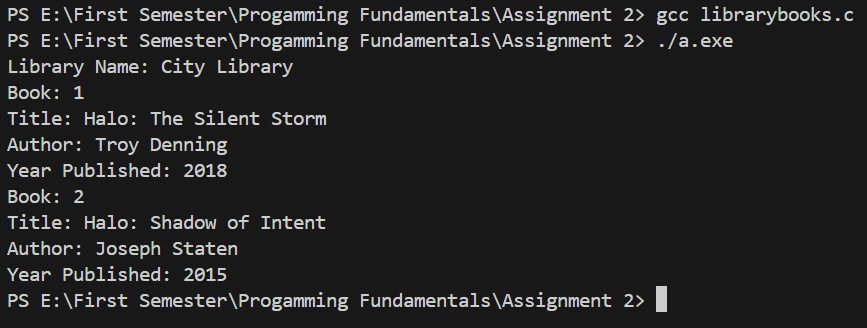 PS E:\First Semester\Progamming Fundamentals\Assignment 2> gcc librarybooks.c
PS E:\First Semester\Progamming Fundamentals\Assignment 2> ./a.exe
Library Name: City Library
Book: 1
Title: Halo: The Silent Storm
Author: Troy Denning
Year Published: 2018
Book: 2
Title: Halo: Shadow of Intent
Author: Joseph Staten
Year Published: 2015
PS E:\First Semester\Progamming Fundamentals\Assignment 2>